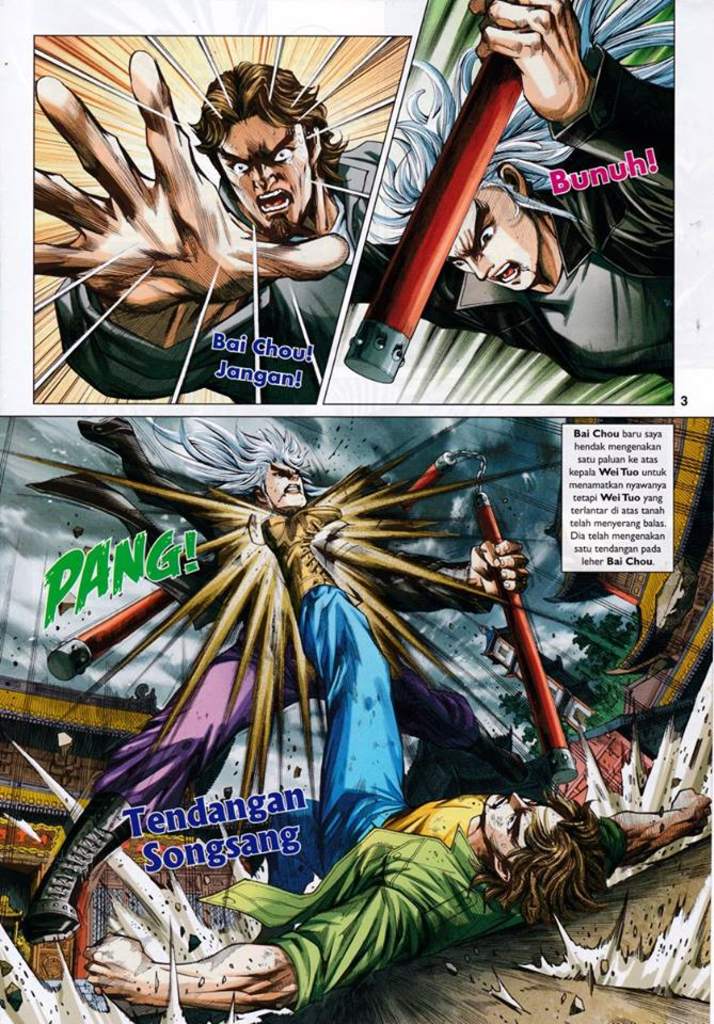 Bai Chou!
Jangan!
Bunuh!
3
Bai Chou baru saya
hendak mengenakan
satu paluan ke atas
kepala Wei Tuo untuk
menamatkan nyawanya
tetapi Wei Tuo yang
terlantar di atas tanah
telah menyerang balas.
Dia telah mengenakan
satu tendangan pada
leher Bai Chou.
PANG!
Tendangan
Songsang